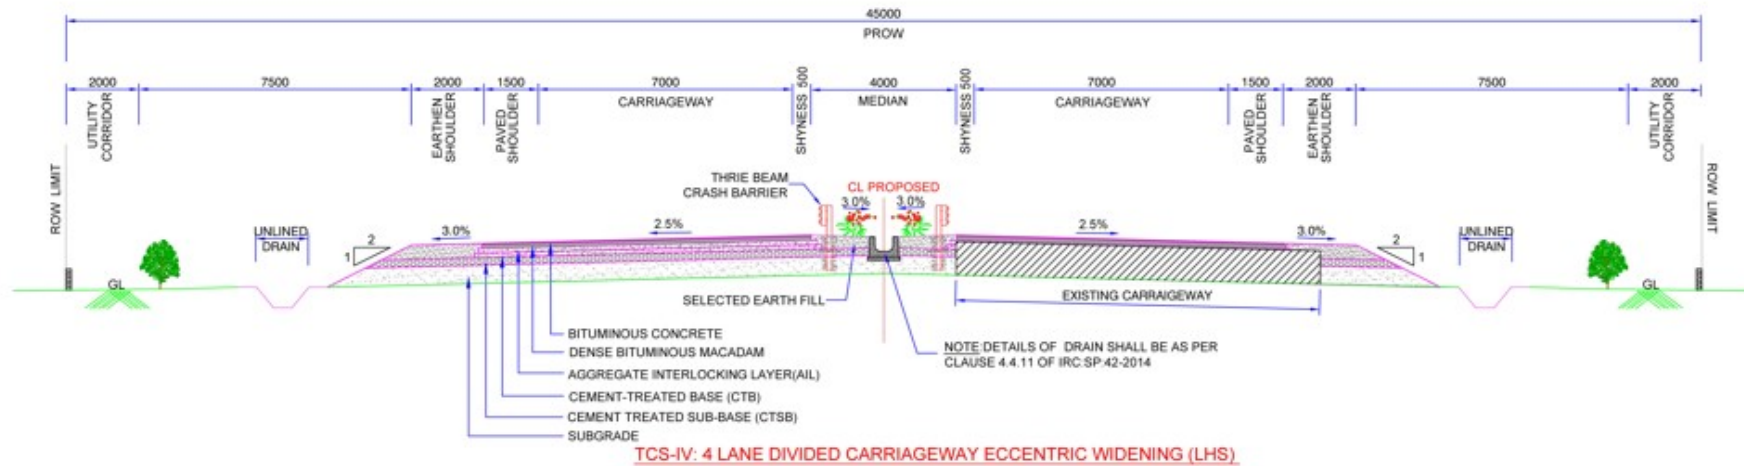 45000
PROW
2000
7500
2000
1500
7000
SHYNESS 500
4000
SHYNESS 500
7000
1500
2000
7500
2000
UTILITY
CORRIDOR
EARTHEN
SHOULDER
PAVED
SHOULDER
CARRIAGEWAY
MEDIAN
CARRIAGEWAY
PAVED
SHOULDER
EARTHEN
SHOULDER
UTILITY
CORRIDOR
ROW LIMIT
ROW LIMIT
THRIE BEAM
CRASH BARRIER
CL PROPOSED
3.0%
3.0%
UNLINED
DRAIN
2
1
3.0%
2.5%
2.5%
3.0%
2
1
UNLINED
DRAIN
GL
GL
SELECTED EARTH FILL
EXISTING CARRAIGEWAY
BITUMINOUS CONCRETE
DENSE BITUMINOUS MACADAM
AGGREGATE INTERLOCKING LAYER(AIL)
CEMENT-TREATED BASE (CTB)
CEMENT TREATED SUB-BASE (CTSB)
SUBGRADE
NOTE:DETAILS OF DRAIN SHALL BE AS PER
CLAUSE 4.4.11 OF IRC:SP:42-2014
TCS-IV: 4 LANE DIVIDED CARRIAGEWAY ECCENTRIC WIDENING (LHS)